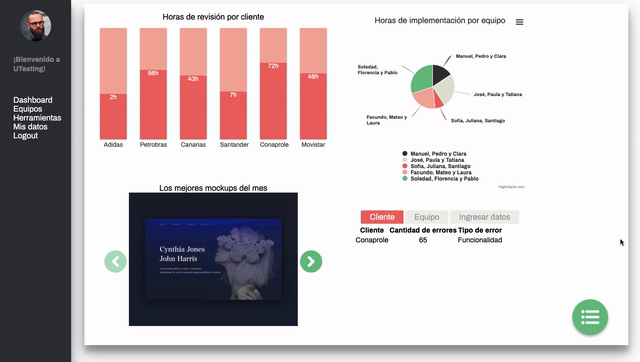 ¡Bienvenido a
UTesting!
Dashboard
Equipos
Herramientas
Mis datos
Logout
Horas de revisión por cliente
2h
56h
43h
7h
72h
48h
Adidas
Petrobras
Canarias
Santander
Conaprole
Movistar
Horas de implementación por equipo
Manuel, Pedro y Clara
Soledad,
Florencia y Pablo
José, Paula y Tatiana
Facundo, Mateo y
Laura
Sofía, Juliana, Santiago
Manuel, Pedro y Clara
José, Paula y Tatiana
Sofía, Juliana, Santiago
Facundo, Mateo y Laura
Soledad, Florencia y Pablo
Highcharts.com
Los mejores mockups del mes
Cynthia Jones
John Harris
Cliente
Equipo
Ingresar datos
Cliente Cantidad de errores Tipo de error
Conaprole 65 Funcionalidad